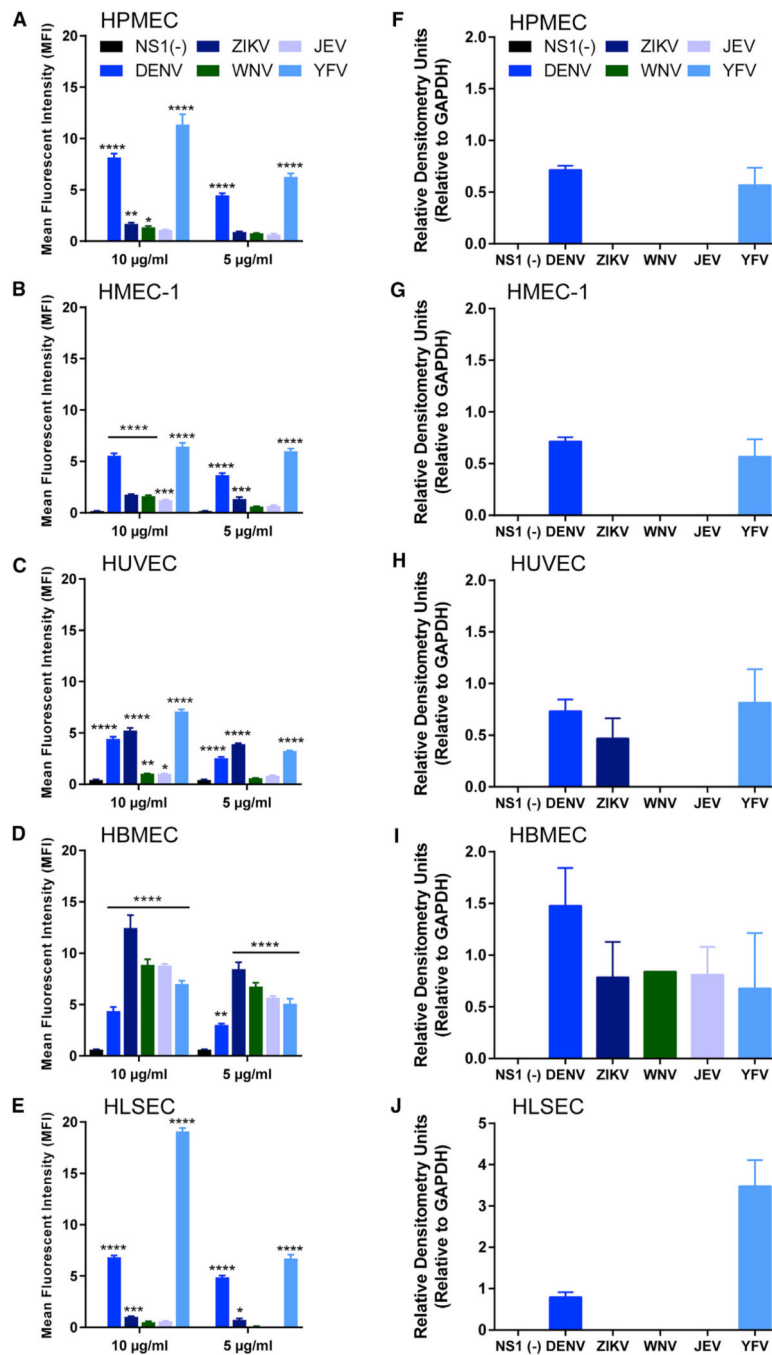 A HPMEC
Mean Fluorescent Intensity (MFI)
20
15
10
5
0
NS1(-) ZIKV JEV
DENV WNV YFV
**** ** * **** **** ****
10 µg/ml 5 µg/ml
F HPMEC
Relative Densitometry Units
(Relative to GAPDH)
2.0
1.5
1.0
0.5
0.0
NS1(-) ZIKV JEV
DENV WNV YFV
NS1 (-) DENV ZIKV WNV JEV YFV
B HMEC-1
Mean Fluorescent Intensity (MFI)
20
15
10
5
0
**** *** **** **** *** ****
10 µg/ml 5 µg/ml
G HMEC-1
Relative Densitometry Units
(Relative to GAPDH)
2.0
1.5
1.0
0.5
0.0
NS1 (-) DENV ZIKV WNV JEV YFV
C HUVEC
Mean Fluorescent Intensity (MFI)
20
15
10
5
0
**** **** ** * **** **** **** ****
10 µg/ml 5 µg/ml
H HUVEC
Relative Densitometry Units
(Relative to GAPDH)
2.0
1.5
1.0
0.5
0.0
NS1 (-) DENV ZIKV WNV JEV YFV
D HBMEC
Mean Fluorescent Intensity (MFI)
20
15
10
5
0
**** ** ****
10 µg/ml 5 µg/ml
I HBMEC
Relative Densitometry Units
(Relative to GAPDH)
2.0
1.5
1.0
0.5
0.0
NS1 (-) DENV ZIKV WNV JEV YFV
E HLSEC
Mean Fluorescent Intensity (MFI)
20
15
10
5
0
**** *** **** **** * ****
10 µg/ml 5 µg/ml
J HLSEC
Relative Densitometry Units
(Relative to GAPDH)
5
4
3
2
1
0
NS1 (-) DENV ZIKV WNV JEV YFV